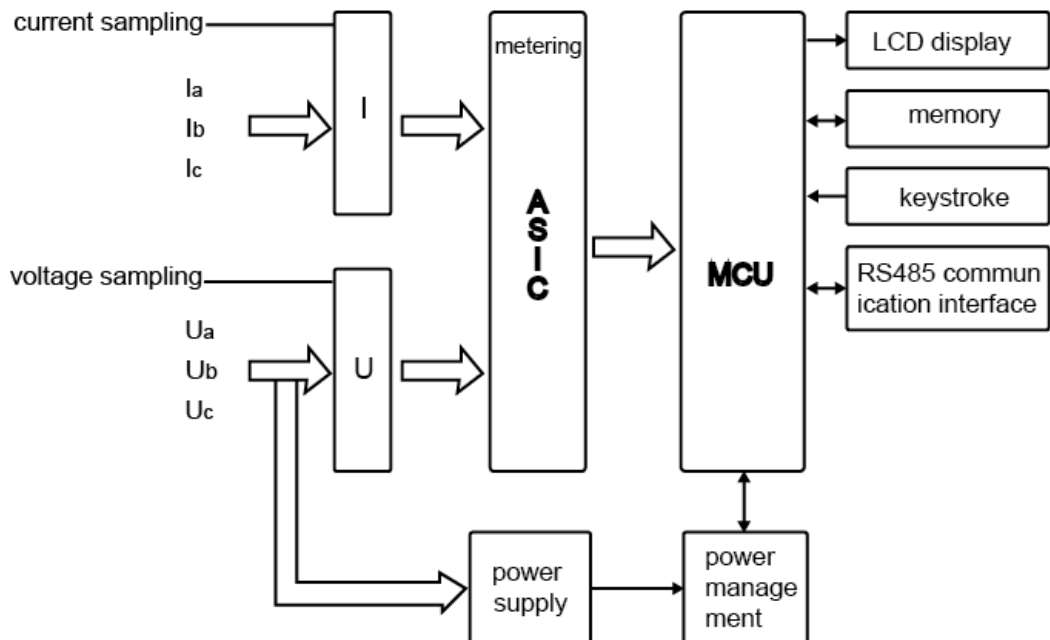 current sampling
Ia
Ib
Ic
I
metering
A
S
I
C
MCU
LCD display
memory
keystroke
RS485 commun
ication interface
voltage sampling
Ua
Ub
Uc
U
power
supply
power
manage
ment